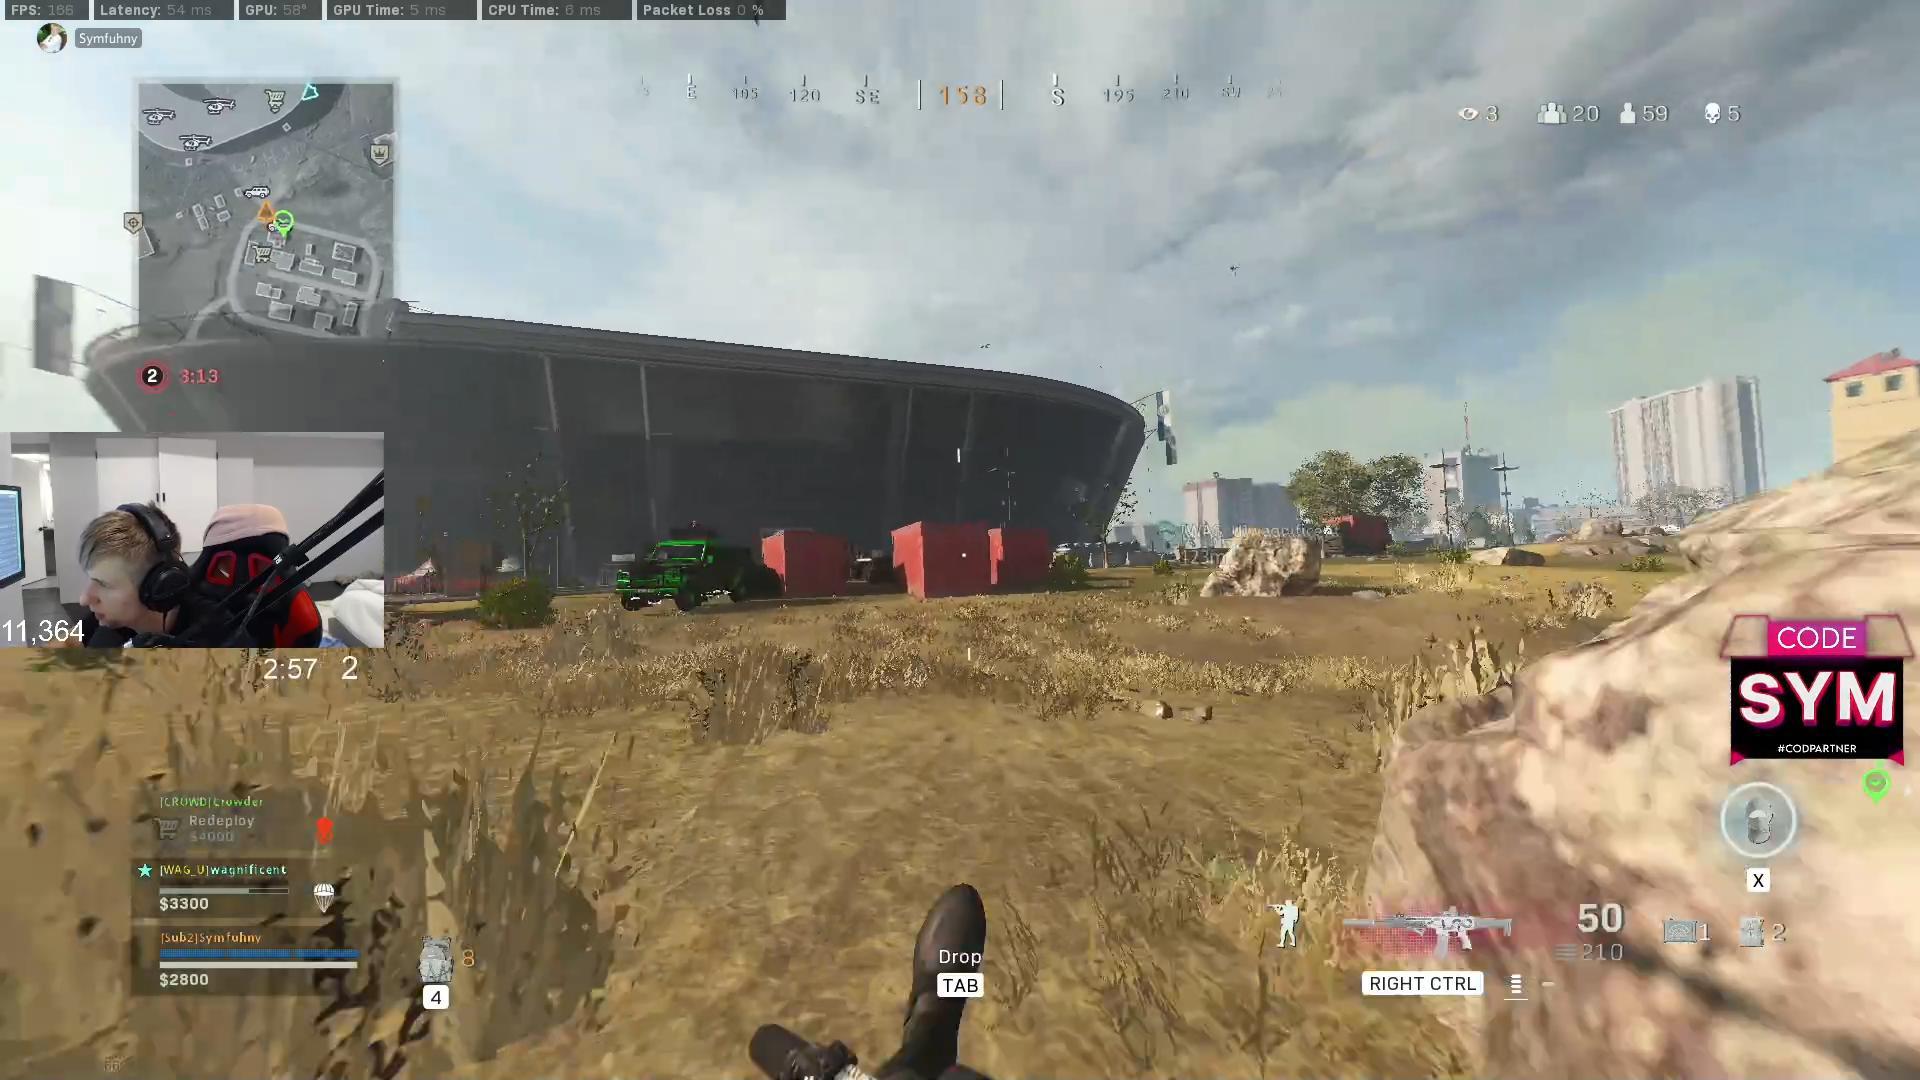 FPS: 186 Latency: 54 ms GPU: 58° GPU Time: 5 ms CPU Time: 6 ms Packet Loss 0 %
Symfuhny
E 105 120 SE 158 S 195 210 SW
3 20 59 5
2 3:13
11,364
2:57 2
CODE
SYM
#CODPARTNER
[CROWD]Crowder
Redeploy
$4000
[WAG_U]wagnificent
$3300
[Sub2]Symfuhny
$2800
8
4
Drop
TAB
50
210
RIGHT CTRL
1
2
X